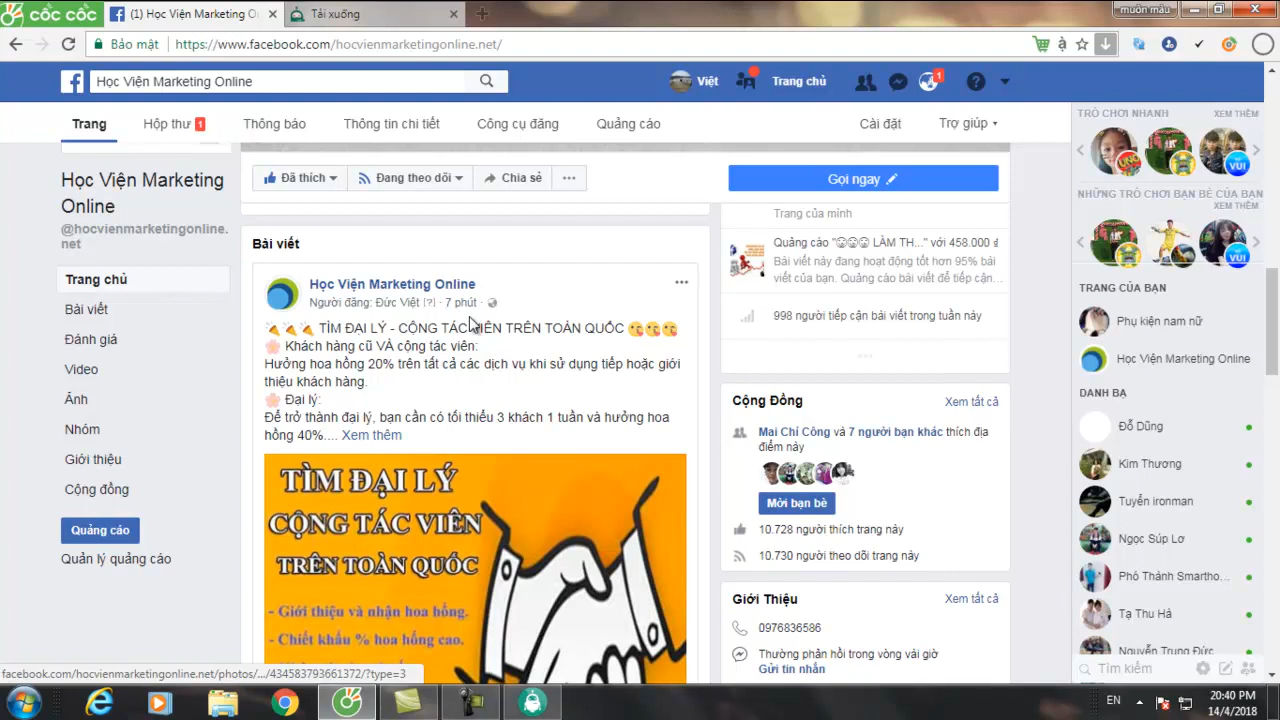 cốc cốc
(1) Học Viện Marketing O
Tải xuống
muôn màu
Bảo mật
https://www.facebook.com/hocvienmarketingonline.net/
Học Viện Marketing Online
Việt
Trang chủ
1
Trang
Hộp thư 1
Thông báo
Thông tin chi tiết
Công cụ đăng
Quảng cáo
Cài đặt
Trợ giúp
Học Viện Marketing
Online
@hocvienmarketingonline.
net
Trang chủ
Bài viết
Đánh giá
Video
Ảnh
Nhóm
Giới thiệu
Cộng đồng
Quảng cáo
Quản lý quảng cáo
Đã thích
Đang theo dõi
Chia sẻ
Gọi ngay
Bài viết
Học Viện Marketing Online
Người đăng: Đức Việt [?] · 7 phút ·
TÌM ĐẠI LÝ - CỘNG TÁC VIÊN TRÊN TOÀN QUỐC
Khách hàng cũ VÀ cộng tác viên:
Hưởng hoa hồng 20% trên tất cả các dịch vụ khi sử dụng tiếp hoặc giới
thiệu khách hàng.
Đại lý:
Để trở thành đại lý, bạn cần có tối thiểu 3 khách 1 tuần và hưởng hoa
hồng 40%.... Xem thêm
TÌM ĐẠI LÝ
CỘNG TÁC VIÊN
TRÊN TOÀN QUỐC
- Giới thiệu và nhận hoa hồng.
- Chiết khấu % hoa hồng cao.
Trang của mình
Quảng cáo "😮😮😮 LÀM TH..." với 458.000 ₫
Bài viết này đang hoạt động tốt hơn 95% bài
viết của bạn. Quảng cáo bài viết để tiếp cận...
998 người tiếp cận bài viết trong tuần này
Cộng Đồng
Xem tất cả
Mai Chí Công và 7 người bạn khác thích địa
điểm này
Mời bạn bè
10.728 người thích trang này
10.730 người theo dõi trang này
Giới Thiệu
Xem tất cả
0976836586
Thường phản hồi trong vòng vài giờ
Gửi tin nhắn
TRÒ CHƠI NHANH
XEM THÊM
NHỮNG TRÒ CHƠI BẠN BÈ CỦA BẠN
XEM THÊM
TRANG CỦA BẠN
Phụ kiện nam nữ
Học Viện Marketing Online
DANH BẠ
Đỗ Dũng
Kim Thương
Tuyển ironman
Ngọc Súp Lơ
Phố Thành Smartho...
Tạ Thu Hà
Nguyễn Trung Đức
Tìm kiếm
facebook.com/hocvienmarketingonline.net/photos/.../434583793661372/?type=3
EN
20:40 PM
14/4/2018